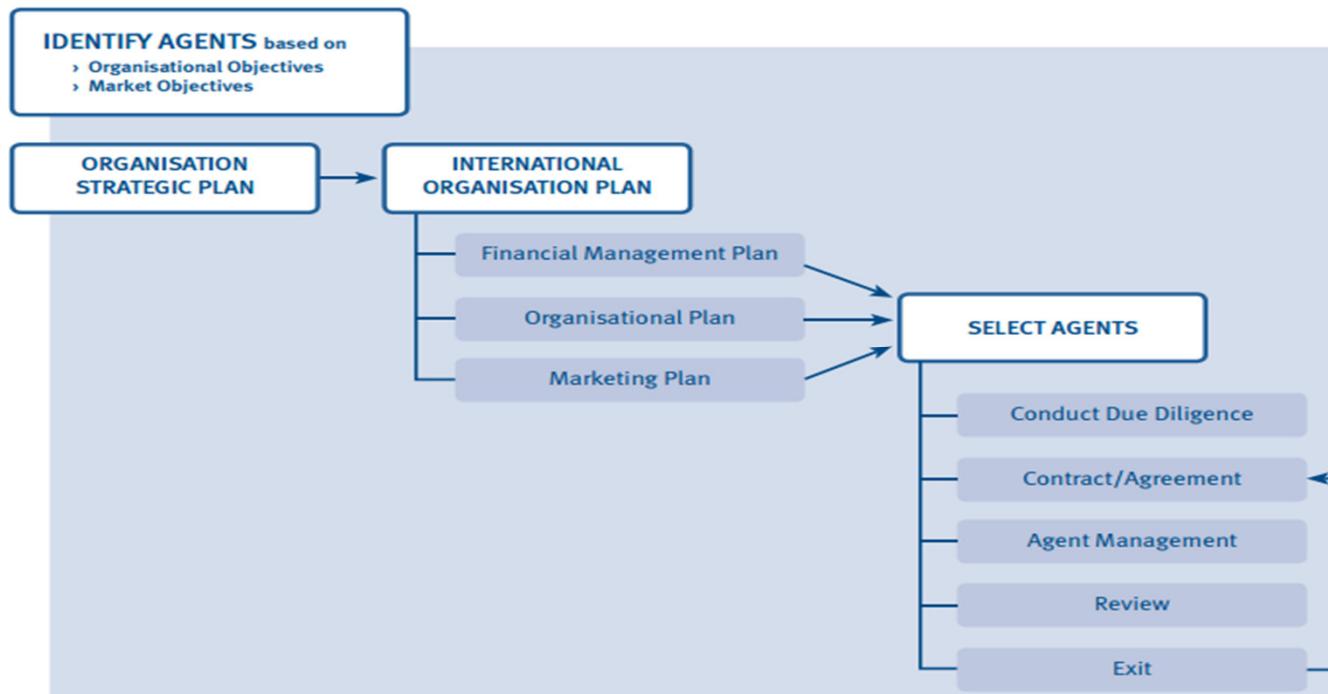 IDENTIFY AGENTS based on
› Organisational Objectives
› Market Objectives
ORGANISATION
STRATEGIC PLAN
INTERNATIONAL
ORGANISATION PLAN
Financial Management Plan
Organisational Plan
Marketing Plan
SELECT AGENTS
Conduct Due Diligence
Contract/Agreement
Agent Management
Review
Exit